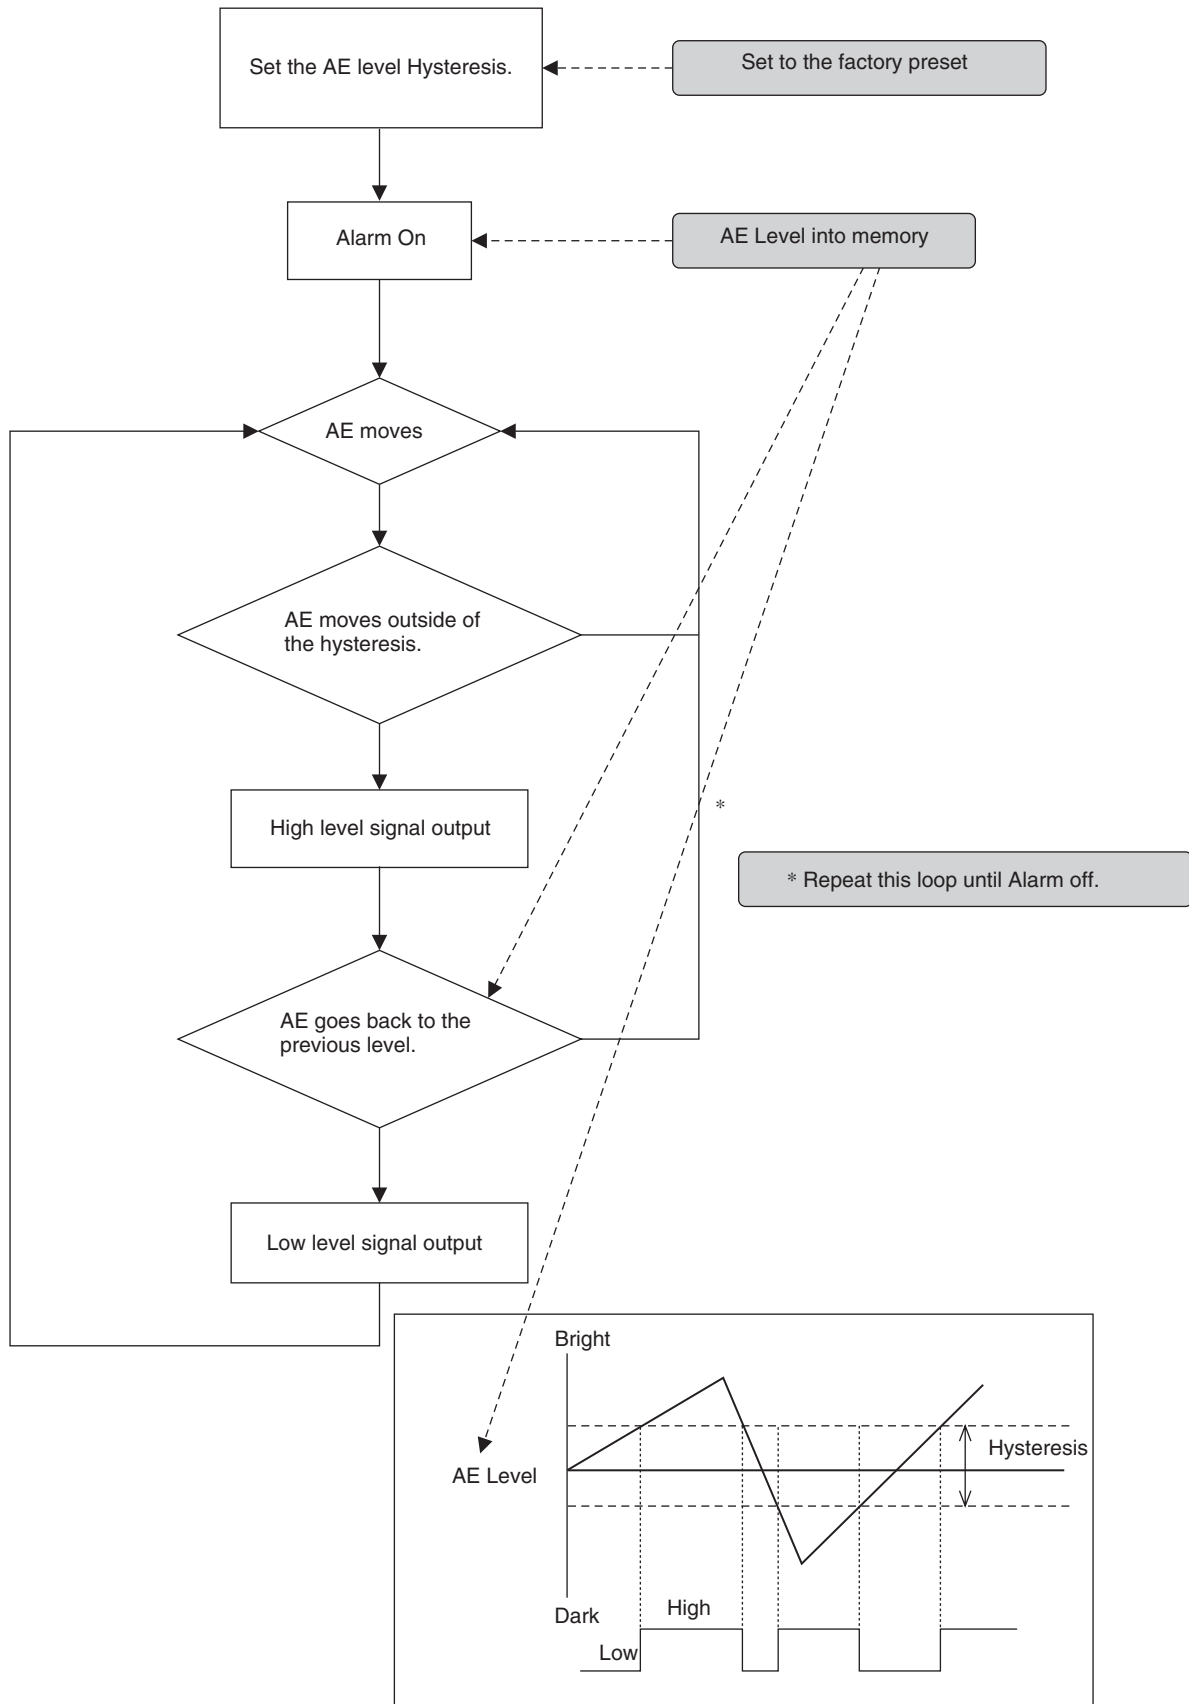 Set the AE level Hysteresis.
Set to the factory preset
Alarm On
AE Level into memory
AE moves
AE moves outside of
the hysteresis.
High level signal output
*
* Repeat this loop until Alarm off.
AE goes back to the
previous level.
Low level signal output
Bright
Hysteresis
AE Level
Dark
High
Low